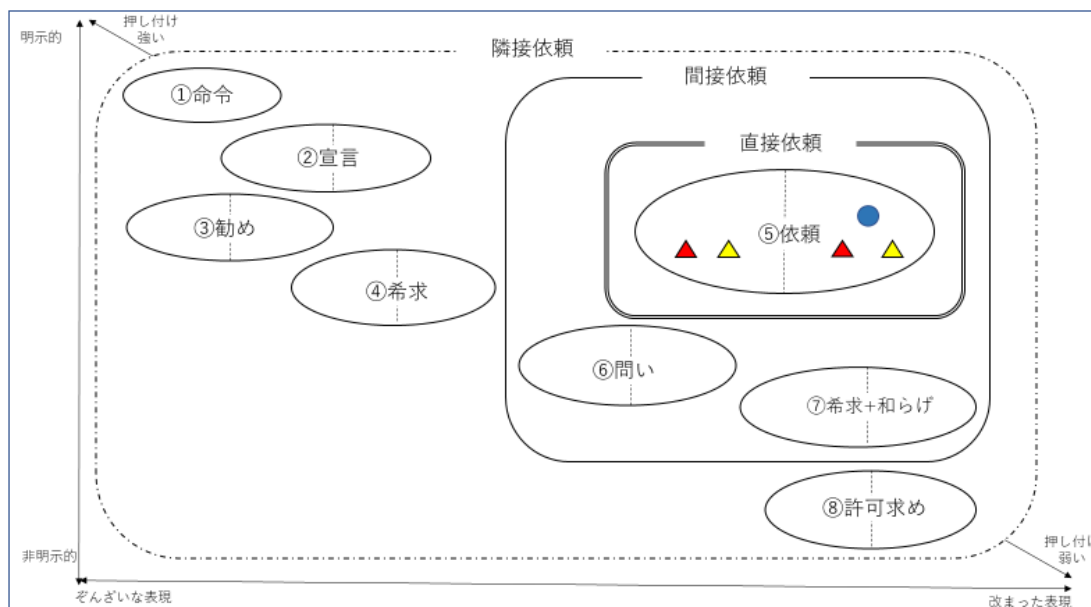 明示的
押し付け
強い
隣接依頼
間接依頼
①命令
直接依頼
②宣言
③勧め
⑤依頼
④希求
⑥問い
⑦希求+和らげ
⑧許可求め
非明示的
押し付け
弱い
ぞんざいな表現
改まった表現